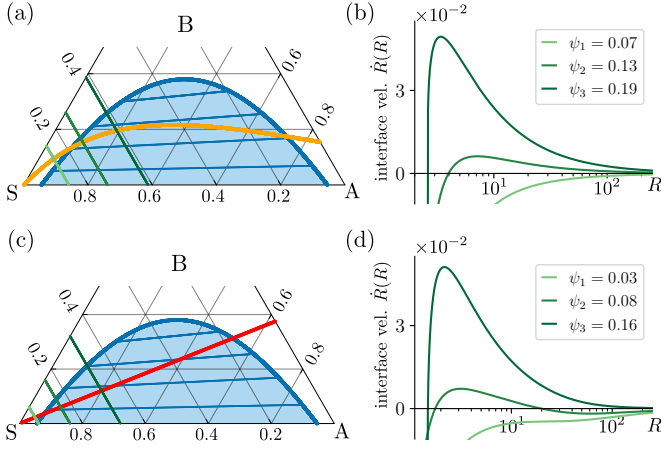 (a)
B
0.6
0.4
0.8
0.2
S
A
0.8
0.6
0.4
0.2
(b)
×10⁻²
interface vel. Ṙ(R)
3
0
10¹
10²
R
ψ₁ = 0.07
ψ₂ = 0.13
ψ₃ = 0.19
(c)
B
0.6
0.4
0.8
0.2
S
A
0.8
0.6
0.4
0.2
(d)
×10⁻²
interface vel. Ṙ(R)
3
0
10¹
10²
R
ψ₁ = 0.03
ψ₂ = 0.08
ψ₃ = 0.16